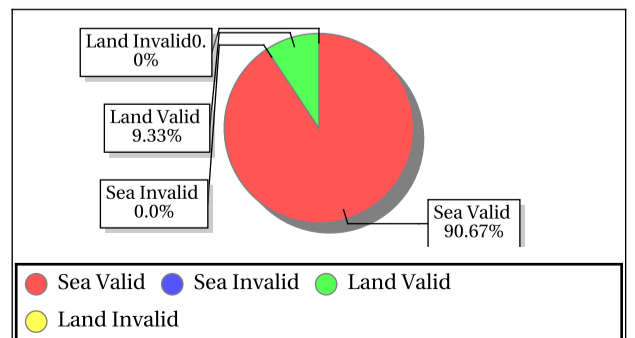 Land Invalid0.
0%
Land Valid
9.33%
Sea Invalid
0.0%
Sea Valid
90.67%
Sea Valid
Sea Invalid
Land Valid
Land Invalid